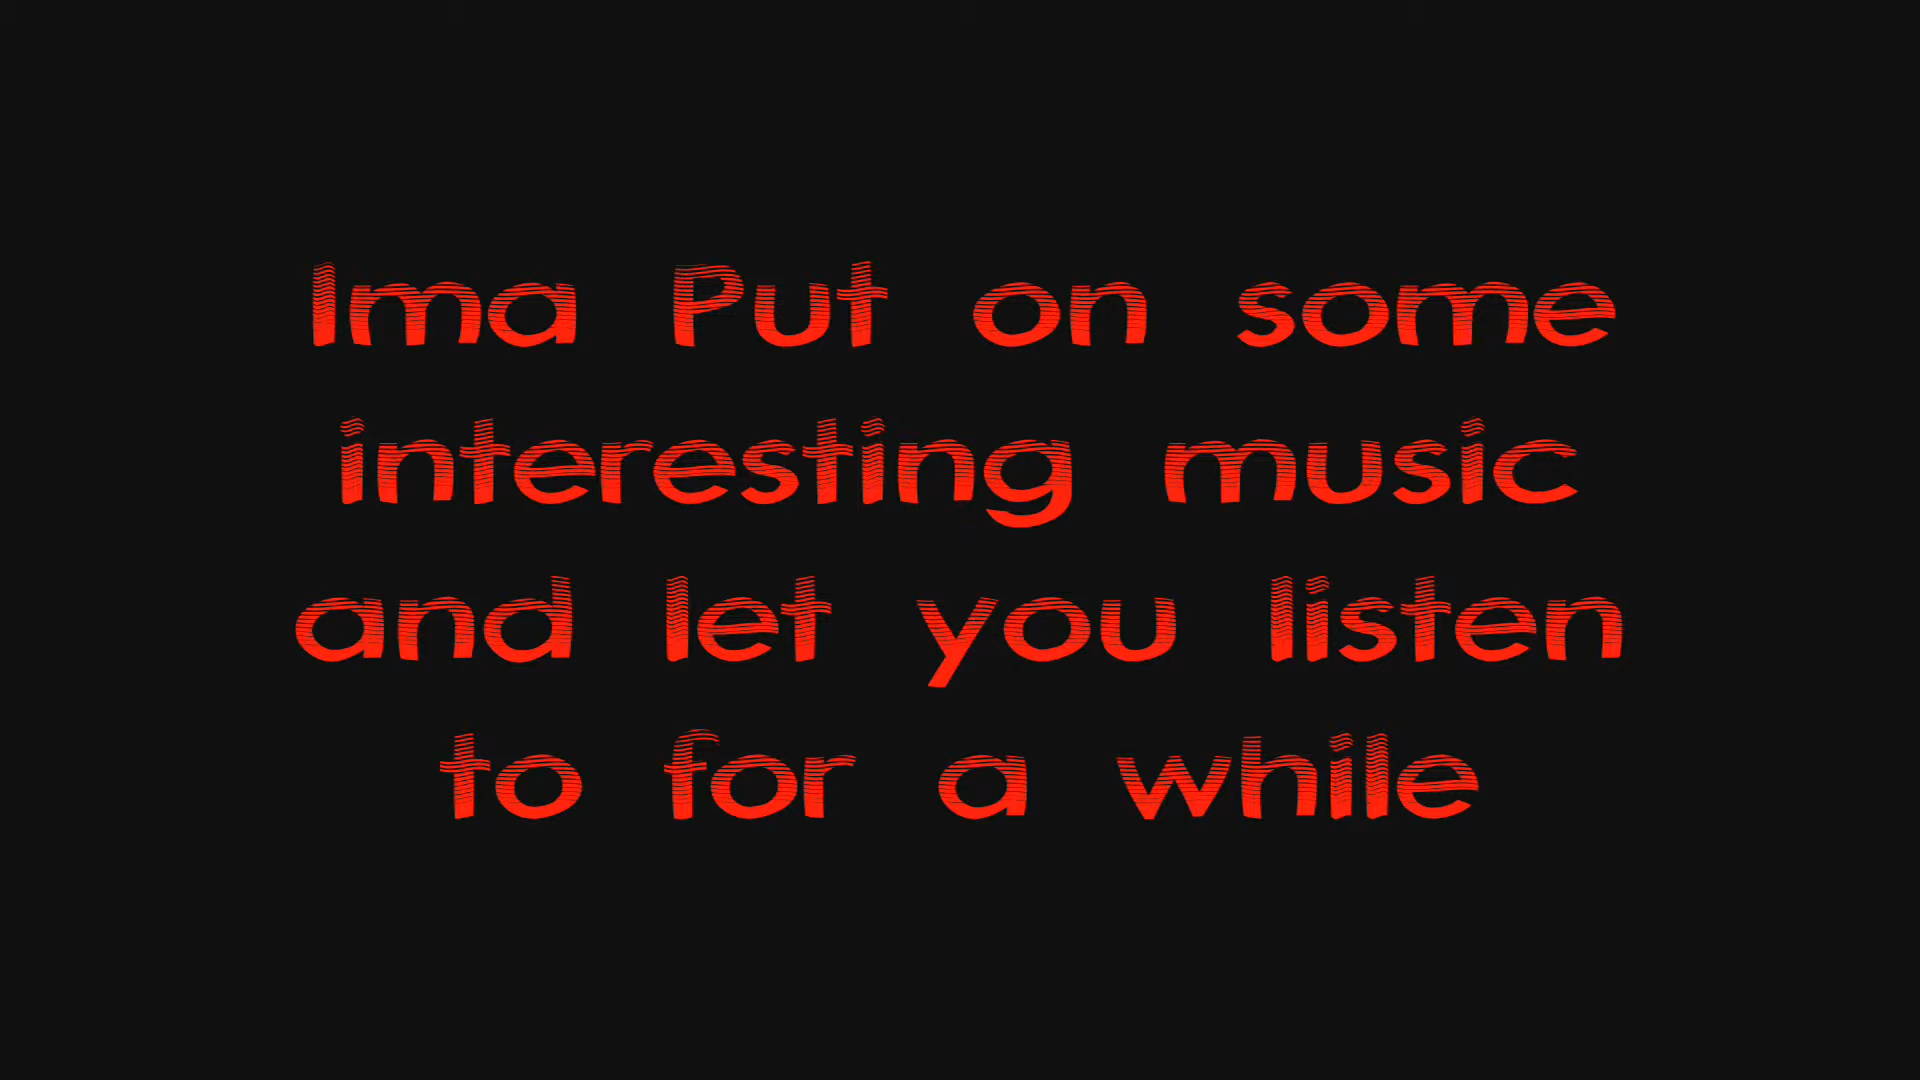 Ima Put on some
interesting music
and let you listen
to for a while